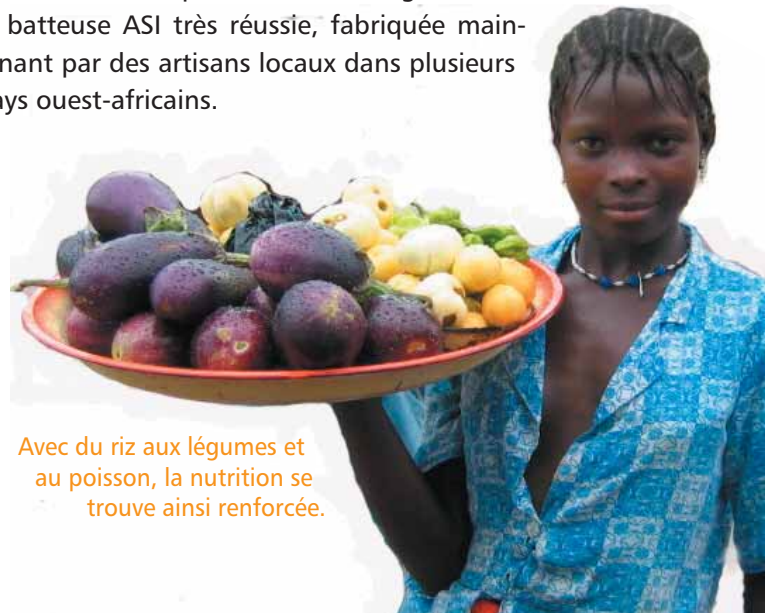 batteuse ASI très réussie, fabriquée main-
nant par des artisans locaux dans plusieurs
ys ouest-africains.
Avec du riz aux légumes et
au poisson, la nutrition se
trouve ainsi renforcée.